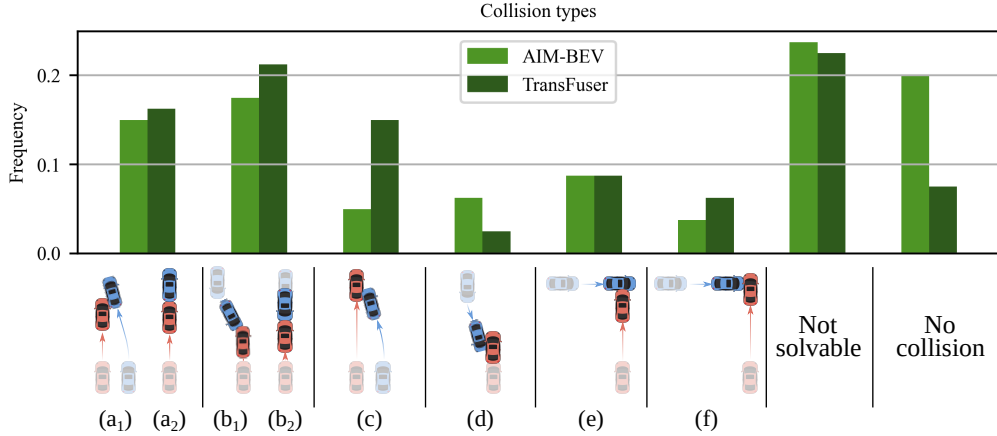 Collision types
AIM-BEV
TransFuser
Frequency
0.2
0.1
0.0
Not
solvable
No
collision
(a₁) (a₂) (b₁) (b₂) (c) (d) (e) (f)